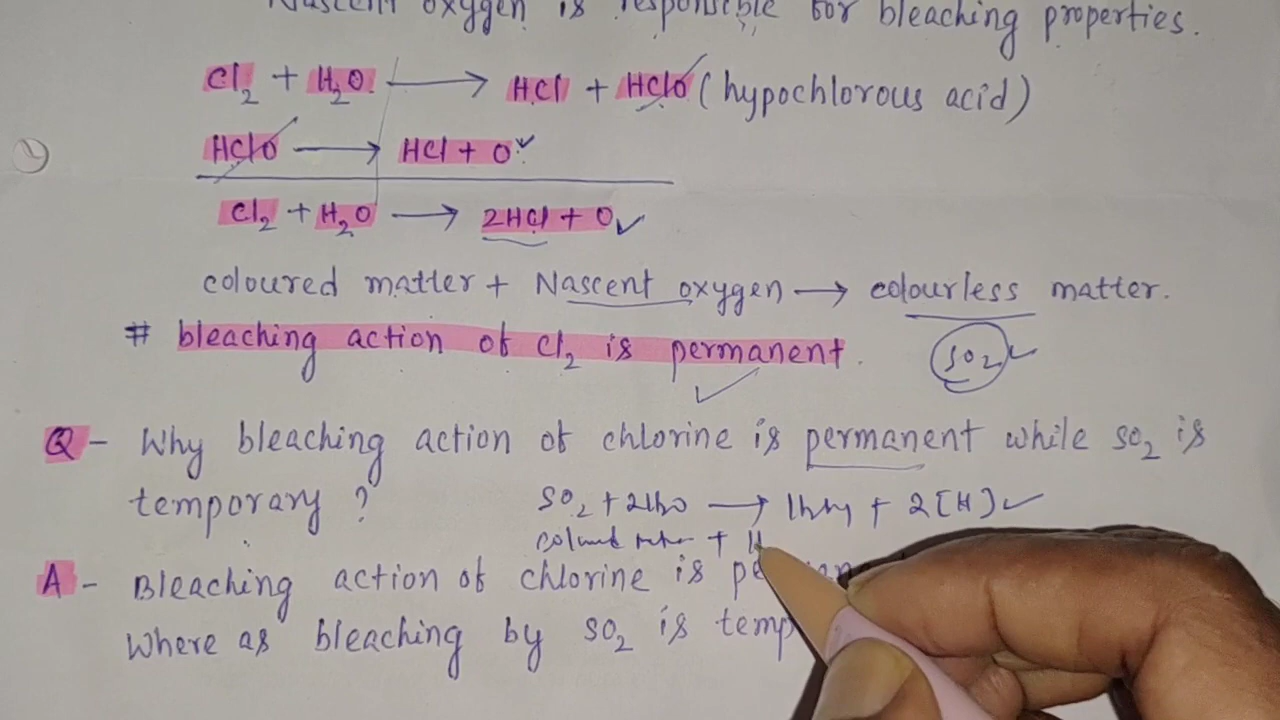 Nascent oxygen is responsible for bleaching properties.
Cl2 + H2O → HCl + HClO (hypochlorous acid)
HClO → HCl + O
Cl2 + H2O → 2HCl + O
coloured matter + Nascent oxygen → colourless matter.
# bleaching action of Cl2 is permanent.
SO2
Q - Why bleaching action of chlorine is permanent while SO2 is
temporary ?
SO2 + 2H2O → H2SO4 + 2[H]
+ H
A - Bleaching action of chlorine is
Where as bleaching by SO2 is